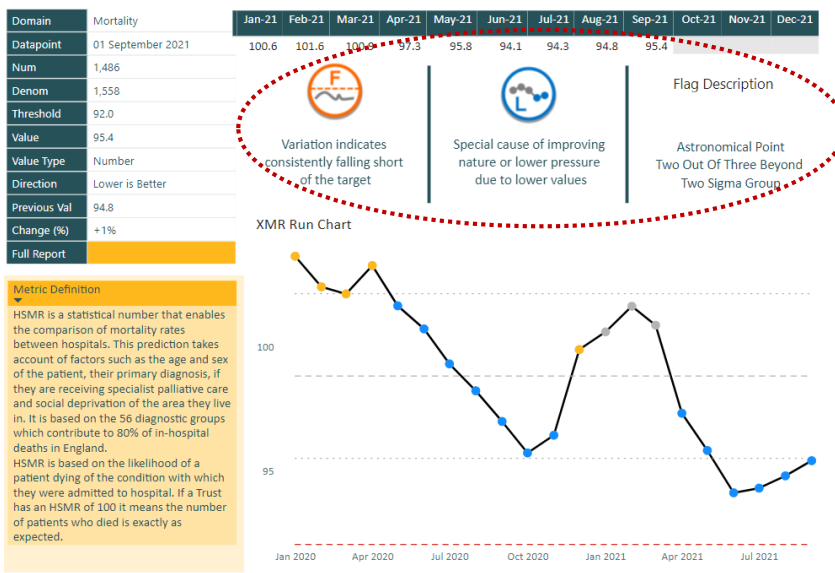 Domain Mortality
Datapoint 01 September 2021
Num 1,486
Denom 1,558
Threshold 92.0
Value 95.4
Value Type Number
Direction Lower is Better
Previous Val 94.8
Change (%) +1%
Full Report
Jan-21 Feb-21 Mar-21 Apr-21 May-21 Jun-21 Jul-21 Aug-21 Sep-21 Oct-21 Nov-21 Dec-21
100.6 101.6 100.9 97.3 95.8 94.1 94.3 94.8 95.4
F
Variation indicates
consistently falling short
of the target
L
Special cause of improving
nature or lower pressure
due to lower values
Flag Description
Astronomical Point
Two Out Of Three Beyond
Two Sigma Group
Metric Definition
HSMR is a statistical number that enables
the comparison of mortality rates
between hospitals. This prediction takes
account of factors such as the age and sex
of the patient, their primary diagnosis, if
they are receiving specialist palliative care
and social deprivation of the area they live
in. It is based on the 56 diagnostic groups
which contribute to 80% of in-hospital
deaths in England.
HSMR is based on the likelihood of a
patient dying of the condition with which
they were admitted to hospital. If a Trust
has an HSMR of 100 it means the number
of patients who died is exactly as
expected.
XMR Run Chart
100
95
Jan 2020 Apr 2020 Jul 2020 Oct 2020 Jan 2021 Apr 2021 Jul 2021